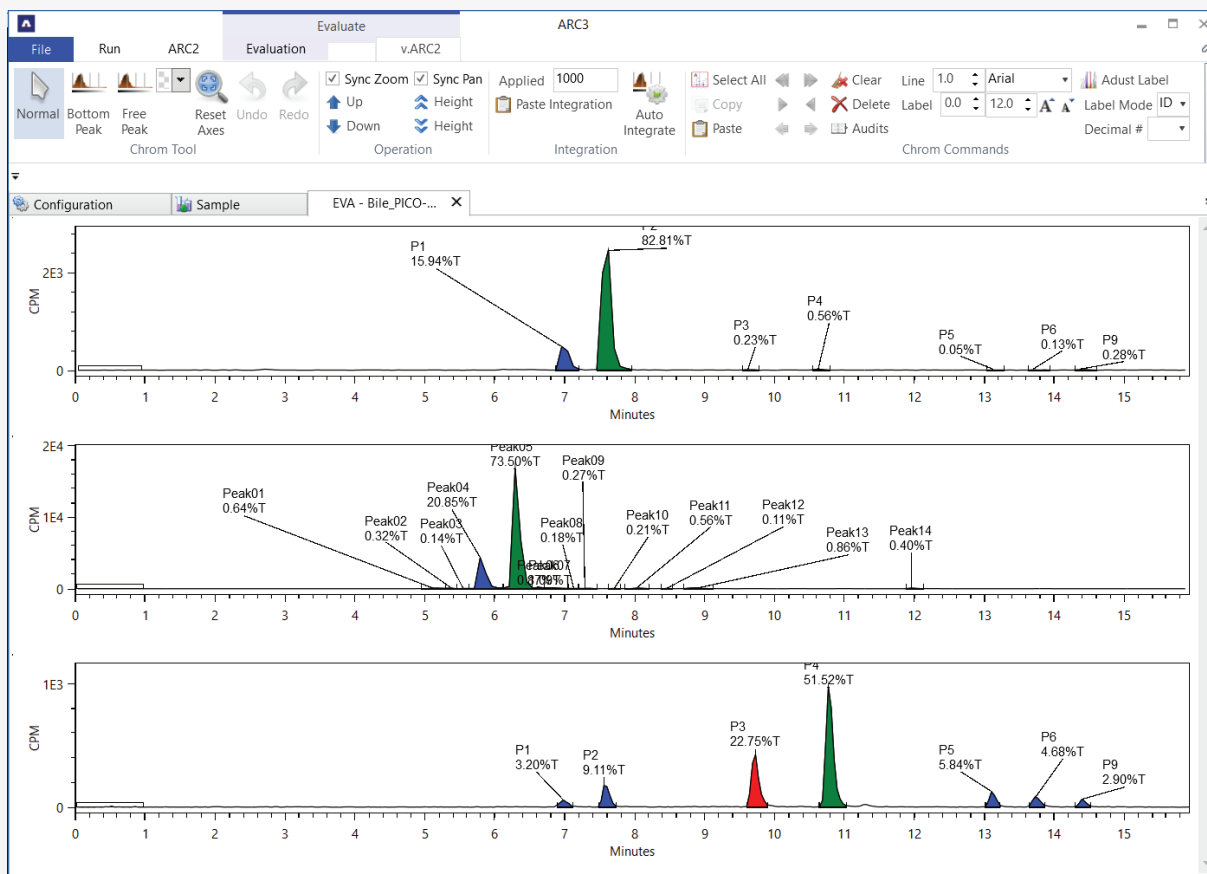 Evaluate
ARC3
File
Run
ARC2
Evaluation
v.ARC2
Normal
Bottom Peak
Free Peak
Reset Axes
Undo
Redo
Chrom Tool
Sync Zoom
Sync Pan
Up
Height
Down
Height
Operation
Applied 1000
Paste Integration
Auto Integrate
Integration
Select All
Clear
Line 1.0
Arial
Adust Label
Copy
Delete
Label 0.0
12.0
A A
Label Mode ID
Paste
Audits
Decimal #
Chrom Commands
Configuration
Sample
EVA - Bile_PICO-...
CPM
2E3
0
P1
15.94%T
P2
82.81%T
P3
0.23%T
P4
0.56%T
P5
0.05%T
P6
0.13%T
P9
0.28%T
0 1 2 3 4 5 6 7 8 9 10 11 12 13 14 15
Minutes
CPM
2E4
1E4
0
Peak01
0.64%T
Peak02
0.32%T
Peak03
0.14%T
Peak04
20.85%T
Peak05
73.50%T
Peak08
0.18%T
Peak09
0.27%T
Peak10
0.21%T
Peak11
0.56%T
Peak12
0.11%T
Peak13
0.86%T
Peak14
0.40%T
0 1 2 3 4 5 6 7 8 9 10 11 12 13 14 15
Minutes
CPM
1E3
0
P1
3.20%T
P2
9.11%T
P3
22.75%T
P4
51.52%T
P5
5.84%T
P6
4.68%T
P9
2.90%T
0 1 2 3 4 5 6 7 8 9 10 11 12 13 14 15
Minutes